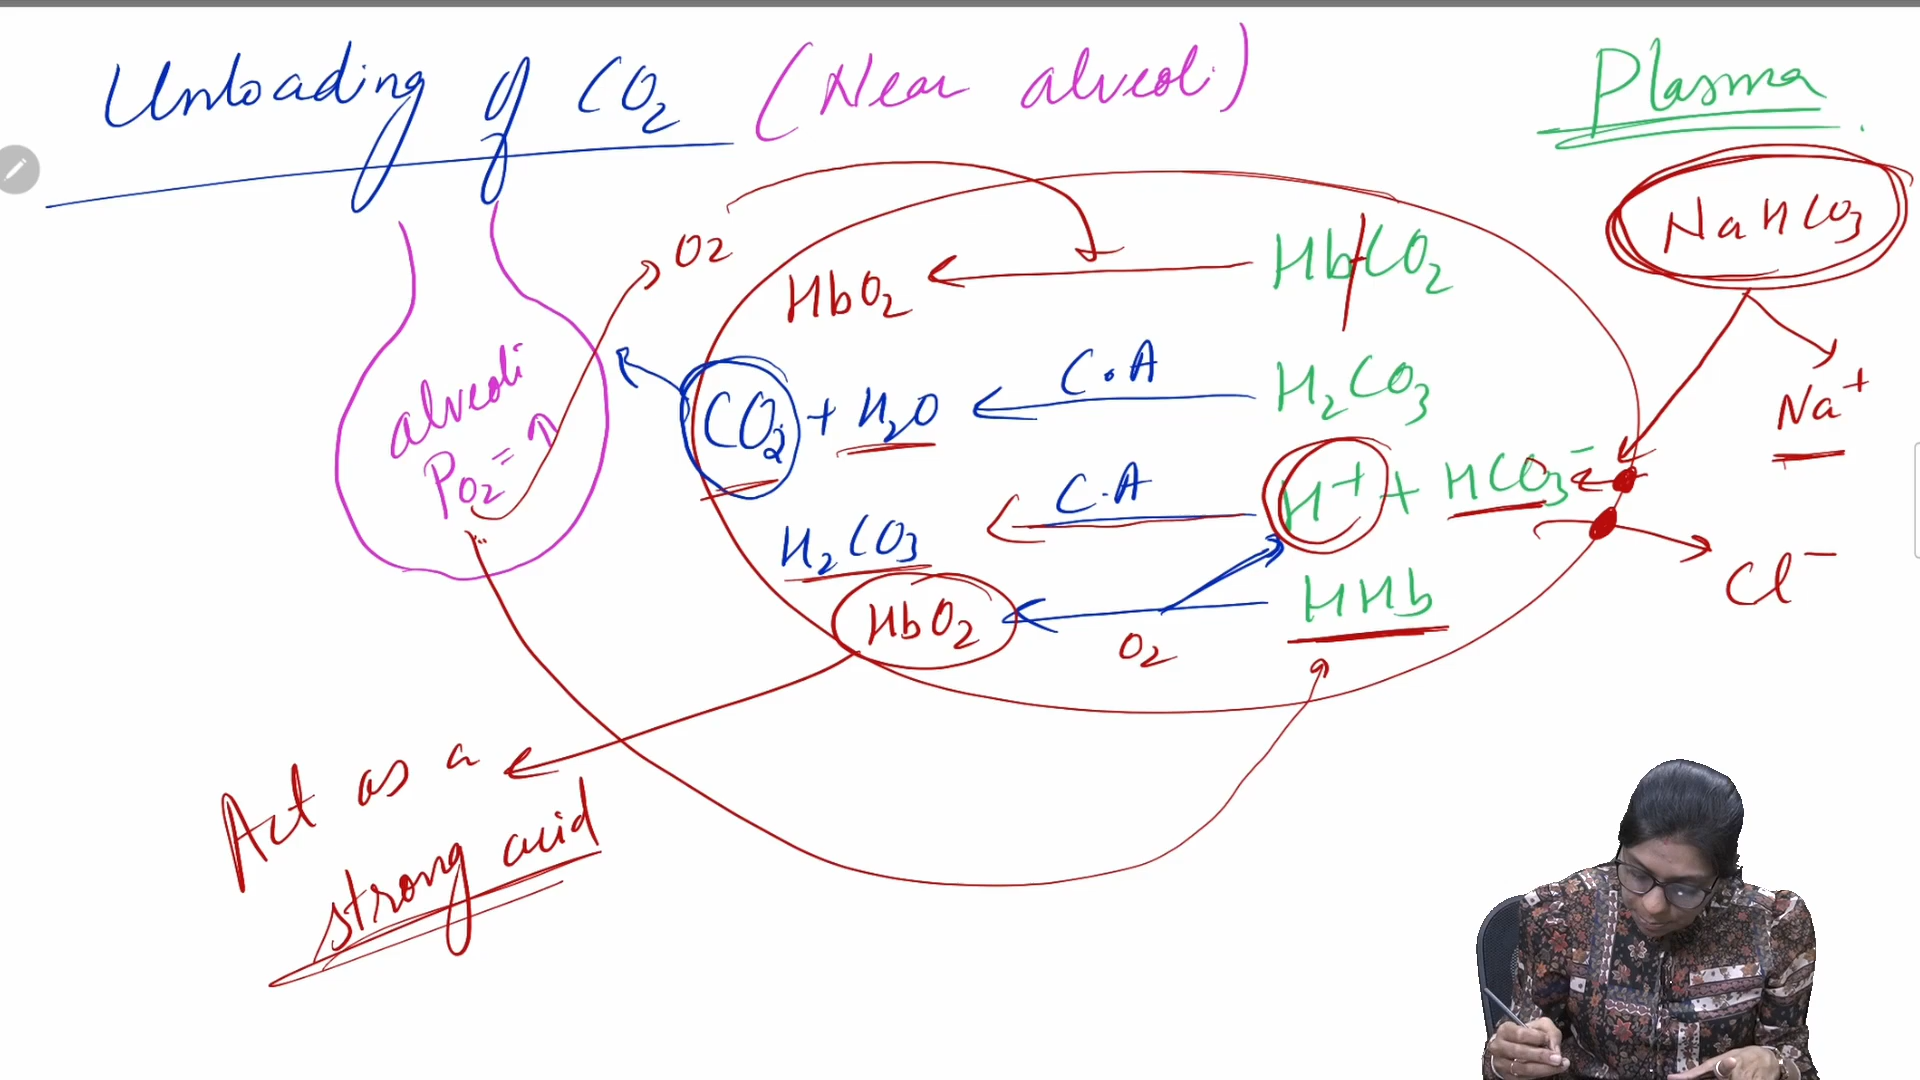 Unloading of CO2 (Near alveoli)
Plasma
NaHCO3
O2
HbO2
HbCO2
alveoli
PO2 = ↑
CO2 + H2O
C.A
H2CO3
Na+
H2CO3
C.A
H+ + HCO3-
Cl-
HbO2
O2
HHb
Act as a
strong acid